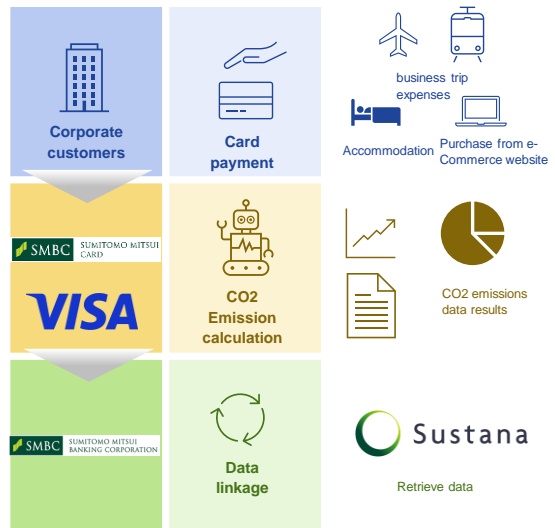 Corporate
customers
Card
payment
business trip
expenses
Accommodation
Purchase from e-
Commerce website
SMBC
SUMITOMO MITSUI
CARD
VISA
CO2
Emission
calculation
CO2 emissions
data results
SMBC
SUMITOMO MITSUI
BANKING CORPORATION
Data
linkage
Sustana
Retrieve data